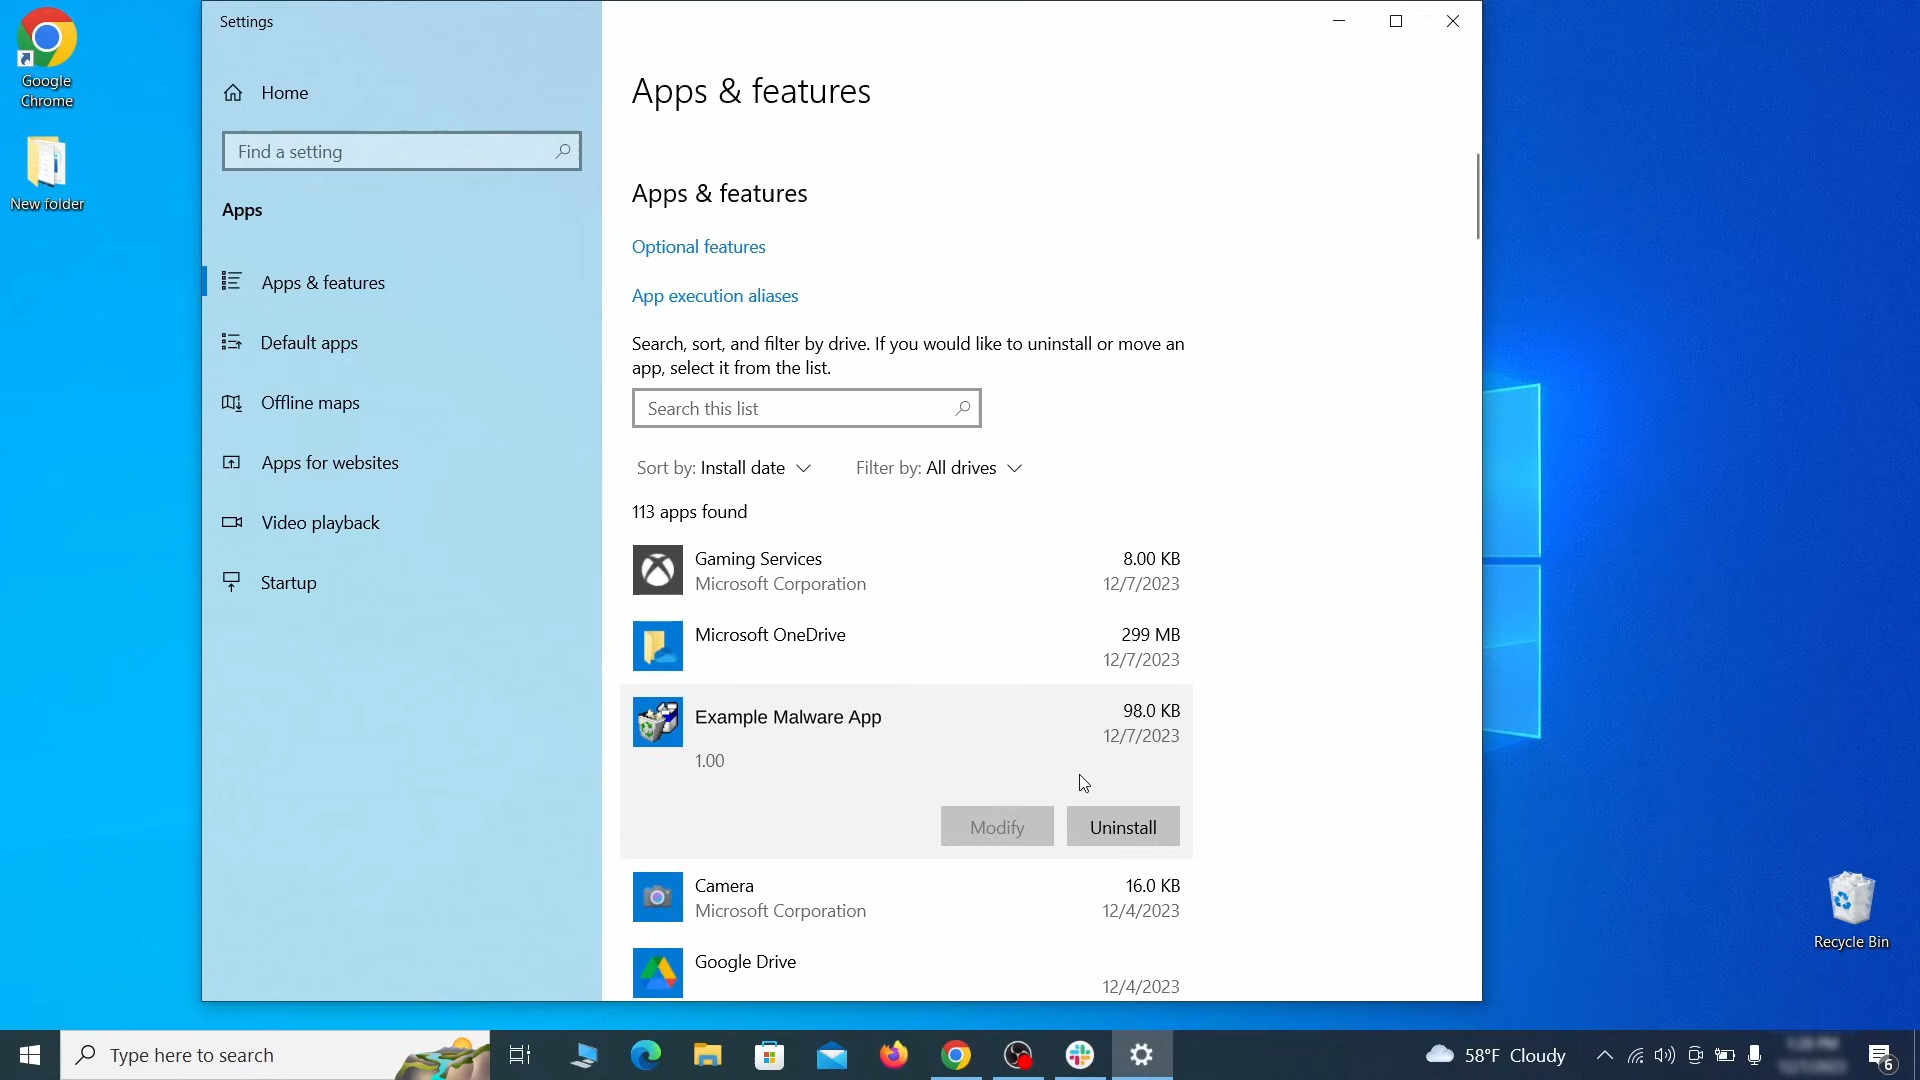 Google
Chrome
New folder
Settings
Home
Find a setting
Apps
Apps & features
Default apps
Offline maps
Apps for websites
Video playback
Startup
Apps & features
Apps & features
Optional features
App execution aliases
Search, sort, and filter by drive. If you would like to uninstall or move an
app, select it from the list.
Search this list
Sort by: Install date
Filter by: All drives
113 apps found
Gaming Services
8.00 KB
Microsoft Corporation
12/7/2023
Microsoft OneDrive
299 MB
12/7/2023
Example Malware App
98.0 KB
12/7/2023
1.00
Modify
Uninstall
Camera
16.0 KB
Microsoft Corporation
12/4/2023
Google Drive
12/4/2023
Recycle Bin
Type here to search
58°F Cloudy
6